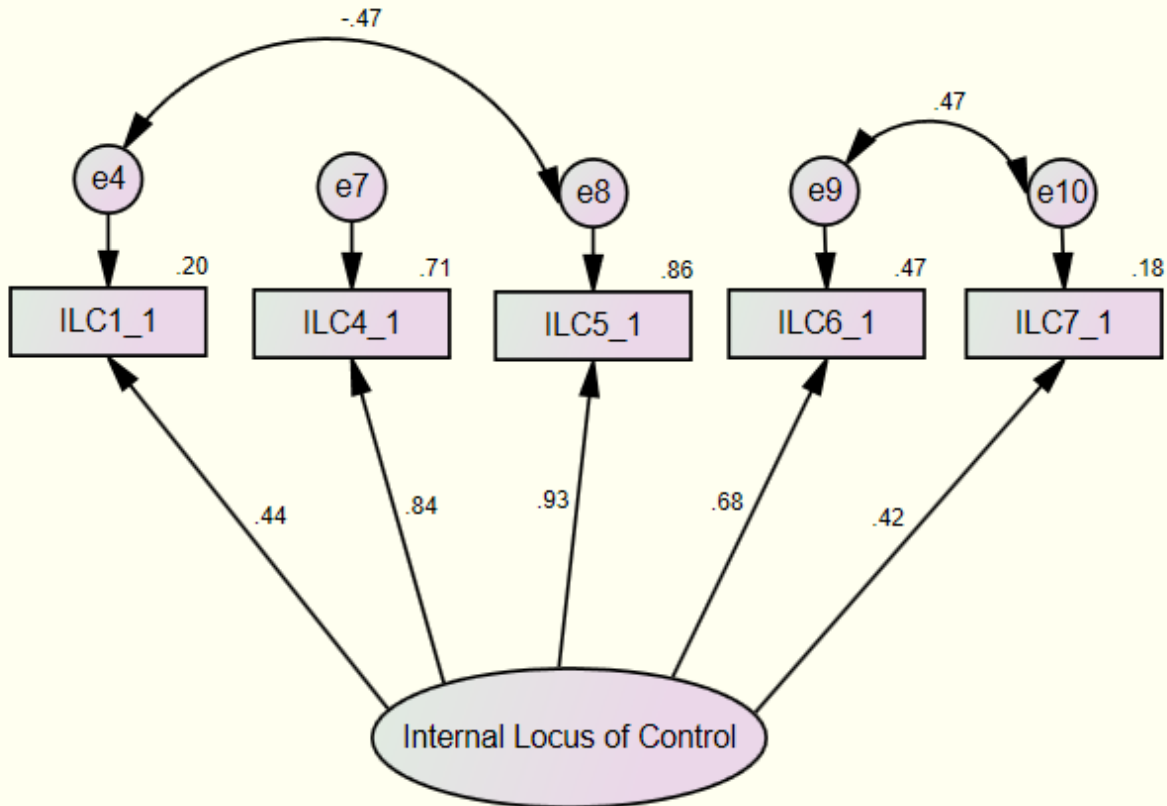 -.47
.47
e4
e7
e8
e9
e10
.20
.71
.86
.47
.18
ILC1_1
ILC4_1
ILC5_1
ILC6_1
ILC7_1
.44
.84
.93
.68
.42
Internal Locus of Control